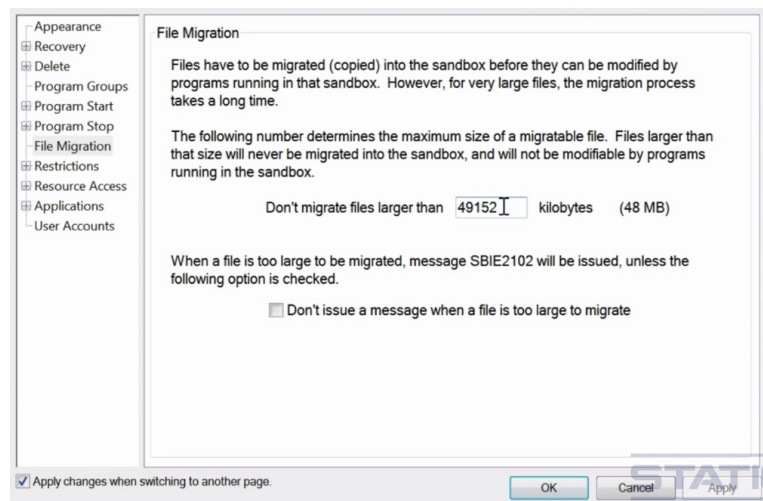 Appearance
Recovery
Delete
Program Groups
Program Start
Program Stop
File Migration
Restrictions
Resource Access
Applications
User Accounts
File Migration
Files have to be migrated (copied) into the sandbox before they can be modified by
programs running in that sandbox. However, for very large files, the migration process
takes a long time.
The following number determines the maximum size of a migratable file. Files larger than
that size will never be migrated into the sandbox, and will not be modifiable by programs
running in the sandbox.
Don't migrate files larger than 49152 kilobytes (48 MB)
When a file is too large to be migrated, message SBIE2102 will be issued, unless the
following option is checked.
Don't issue a message when a file is too large to migrate
Apply changes when switching to another page.
OK Cancel Apply